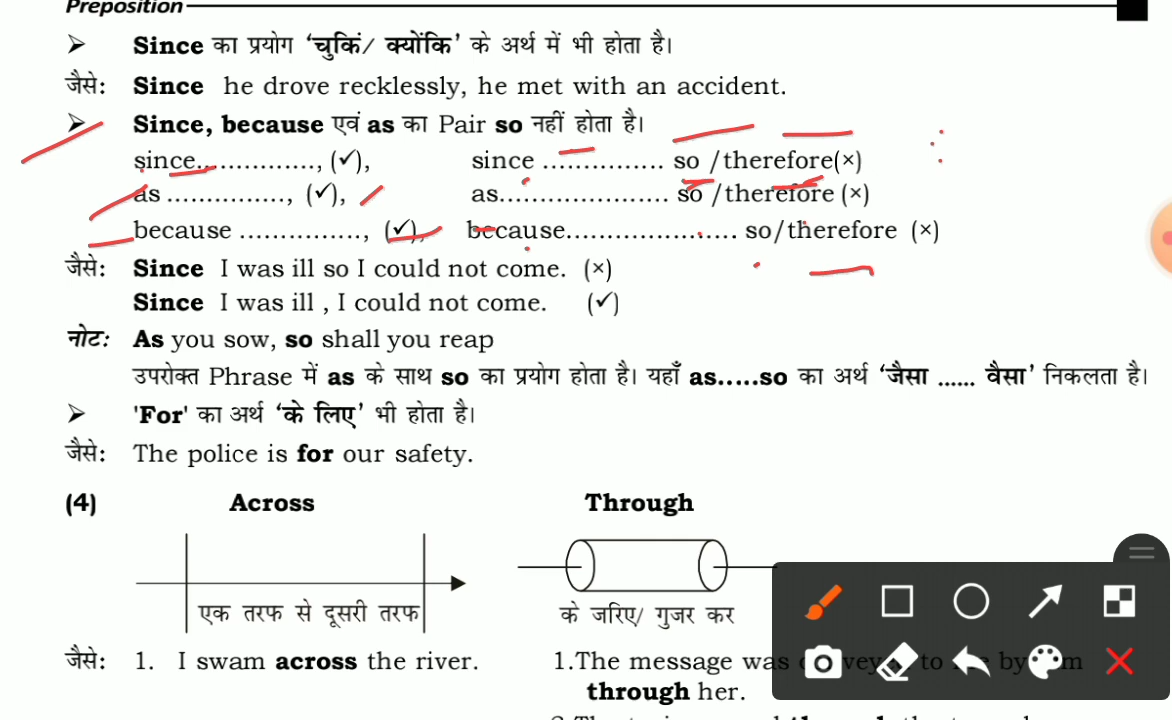 Preposition
➤ Since का प्रयोग ‘चुकिं/ क्योंकि’ के अर्थ में भी होता है।
जैसे: Since he drove recklessly, he met with an accident.
➤ Since, because एवं as का Pair so नहीं होता है।
since..............., (✓), since ............... so /therefore(×)
as ..............., (✓), as..................... so /therefore (×)
because ..............., (✓), because..................... so/therefore (×)
जैसे: Since I was ill so I could not come. (×)
Since I was ill , I could not come. (✓)
नोट: As you sow, so shall you reap
उपरोक्त Phrase में as के साथ so का प्रयोग होता है। यहाँ as.....so का अर्थ ‘जैसा ...... वैसा’ निकलता है।
➤ 'For' का अर्थ ‘के लिए’ भी होता है।
जैसे: The police is for our safety.
(4) Across Through
एक तरफ से दूसरी तरफ के जरिए/ गुजर कर
जैसे: 1. I swam across the river. 1.The message was to by
through her.